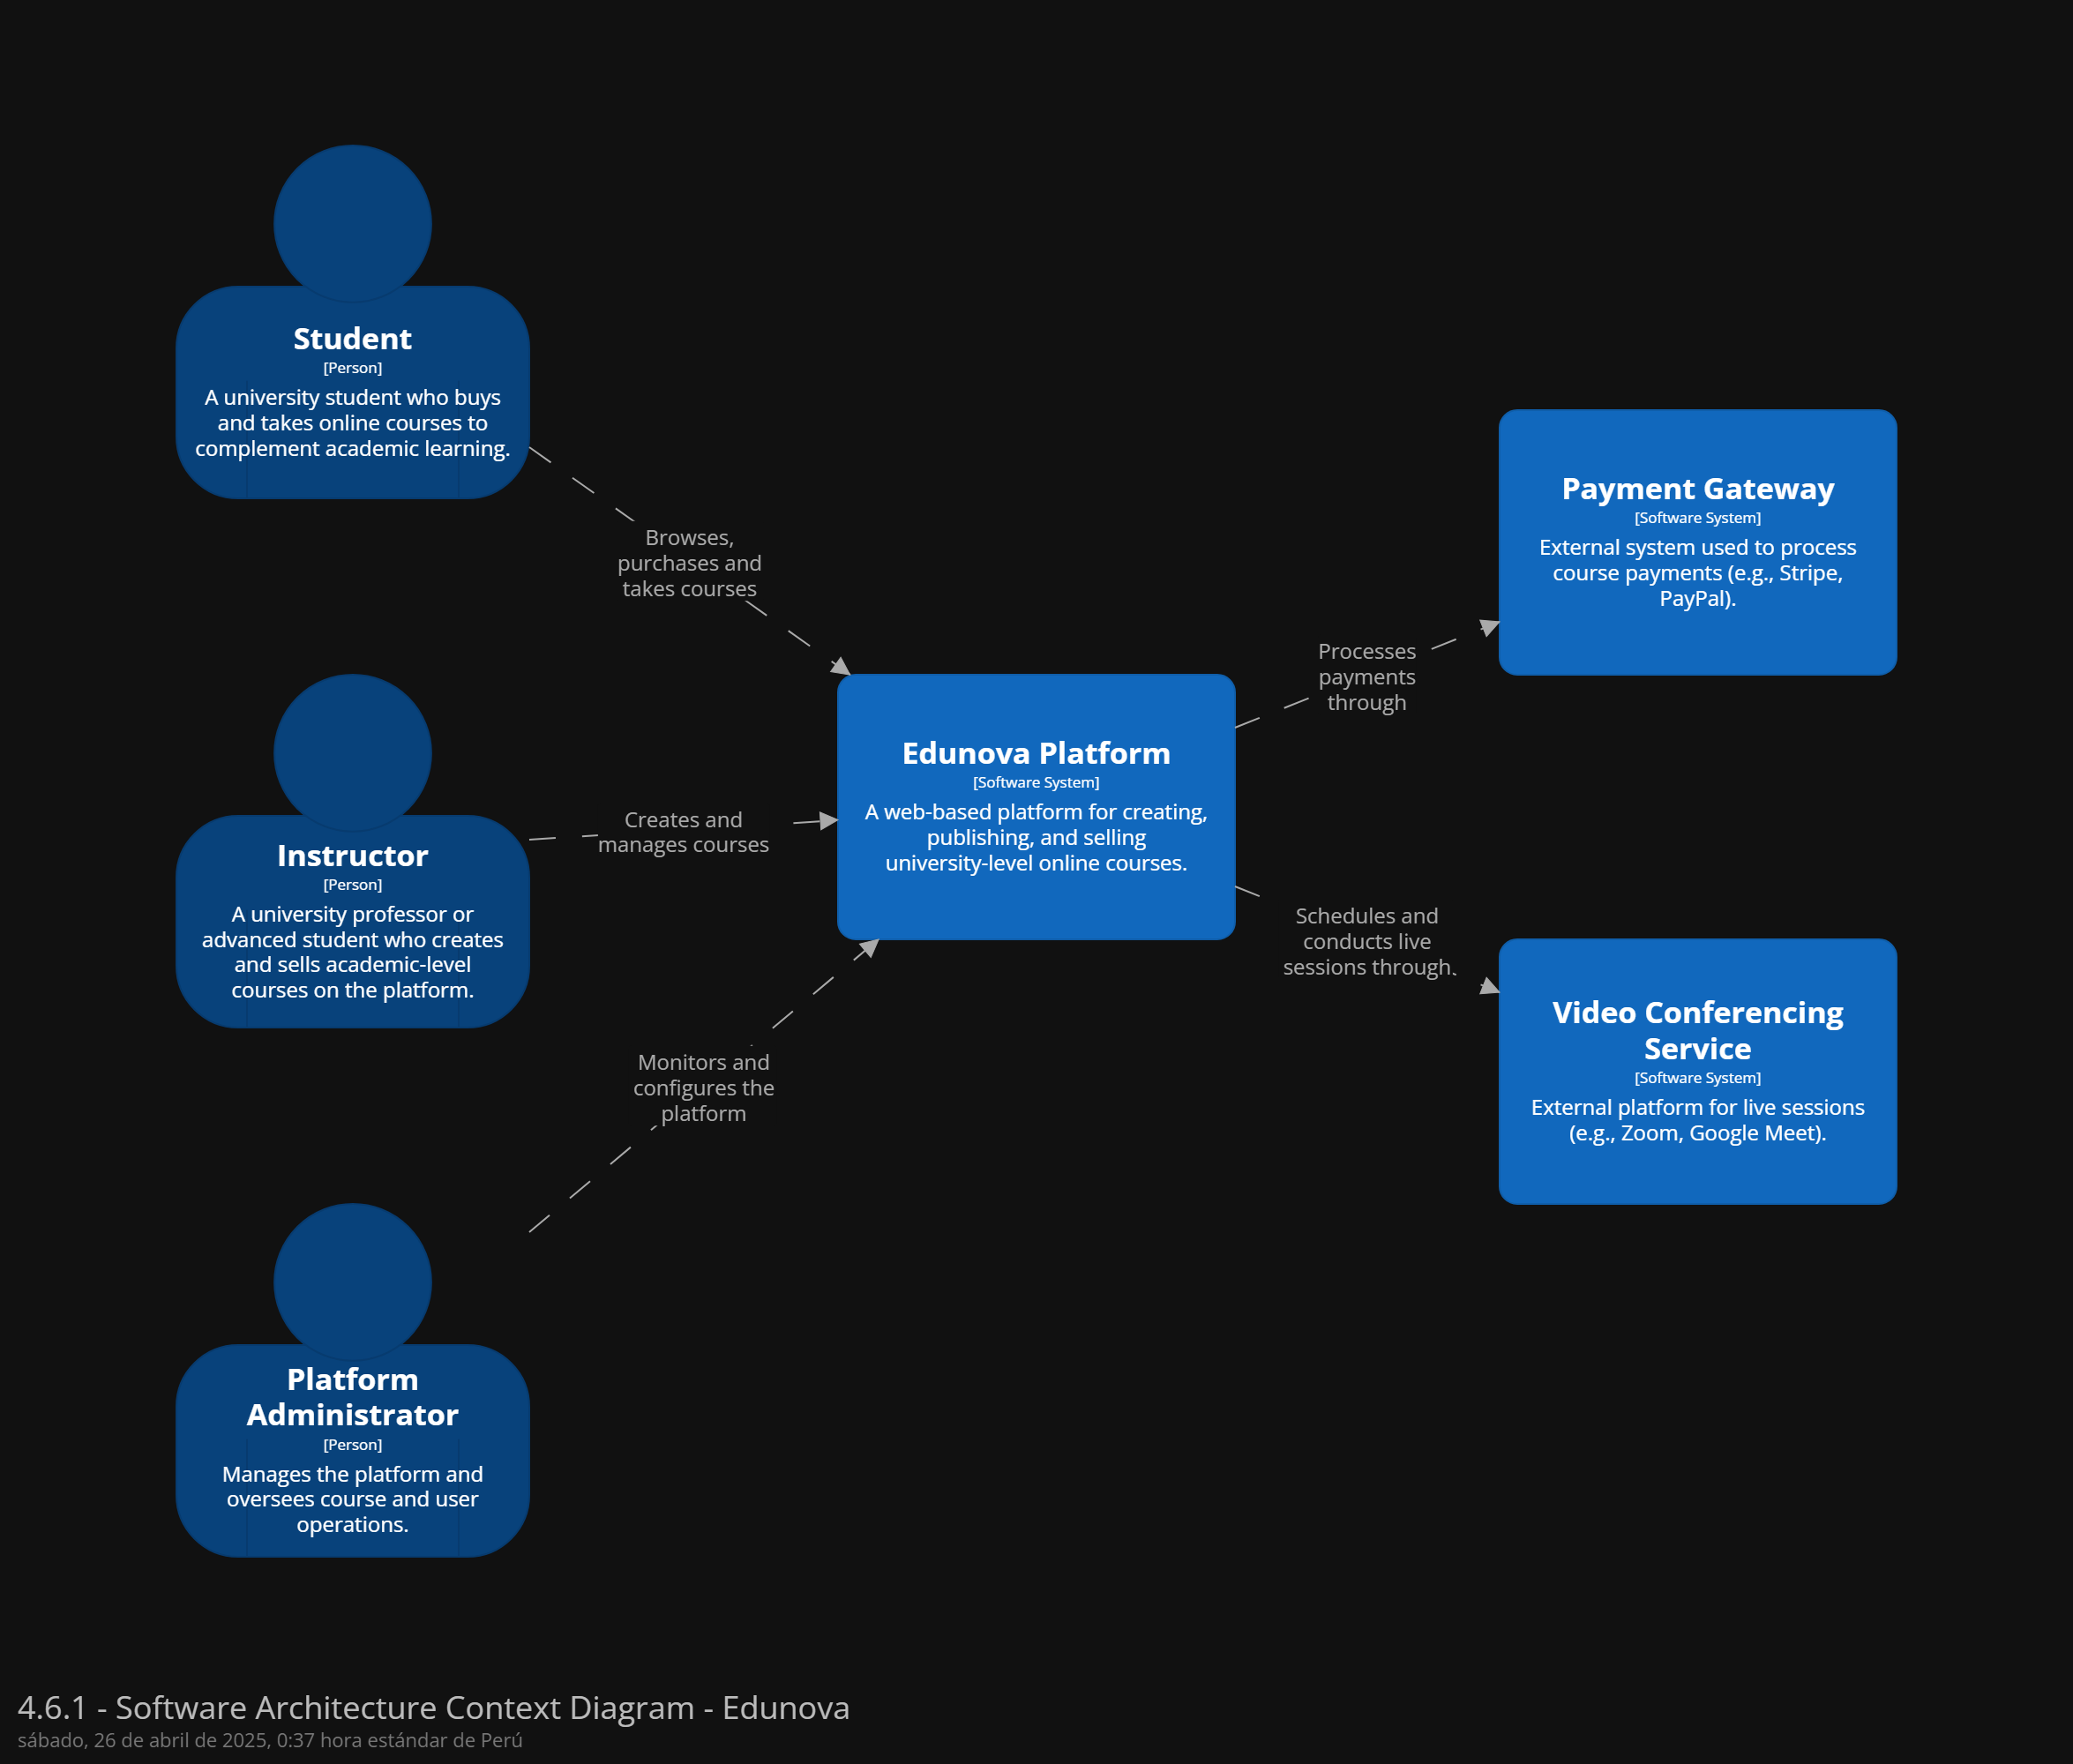 Student
[Person]
A university student who buys
and takes online courses to
complement academic learning.
Browses,
purchases and
takes courses
Instructor
[Person]
A university professor or
advanced student who creates
and sells academic-level
courses on the platform.
Creates and
manages courses
Platform
Administrator
[Person]
Manages the platform and
oversees course and user
operations.
Monitors and
configures the
platform
Edunova Platform
[Software System]
A web-based platform for creating,
publishing, and selling
university-level online courses.
Processes
payments
through
Payment Gateway
[Software System]
External system used to process
course payments (e.g., Stripe,
PayPal).
Schedules and
conducts live
sessions through
Video Conferencing
Service
[Software System]
External platform for live sessions
(e.g., Zoom, Google Meet).
4.6.1 - Software Architecture Context Diagram - Edunova
sábado, 26 de abril de 2025, 0:37 hora estándar de Perú